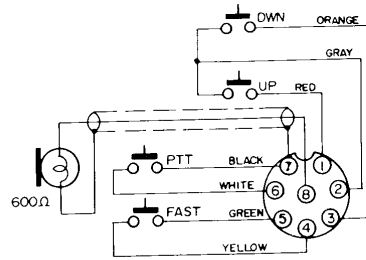 DWN
ORANGE
GRAY
UP
RED
PTT
BLACK
7
1
600Ω
WHITE
6
8
2
FAST
GREEN
5
4
3
YELLOW